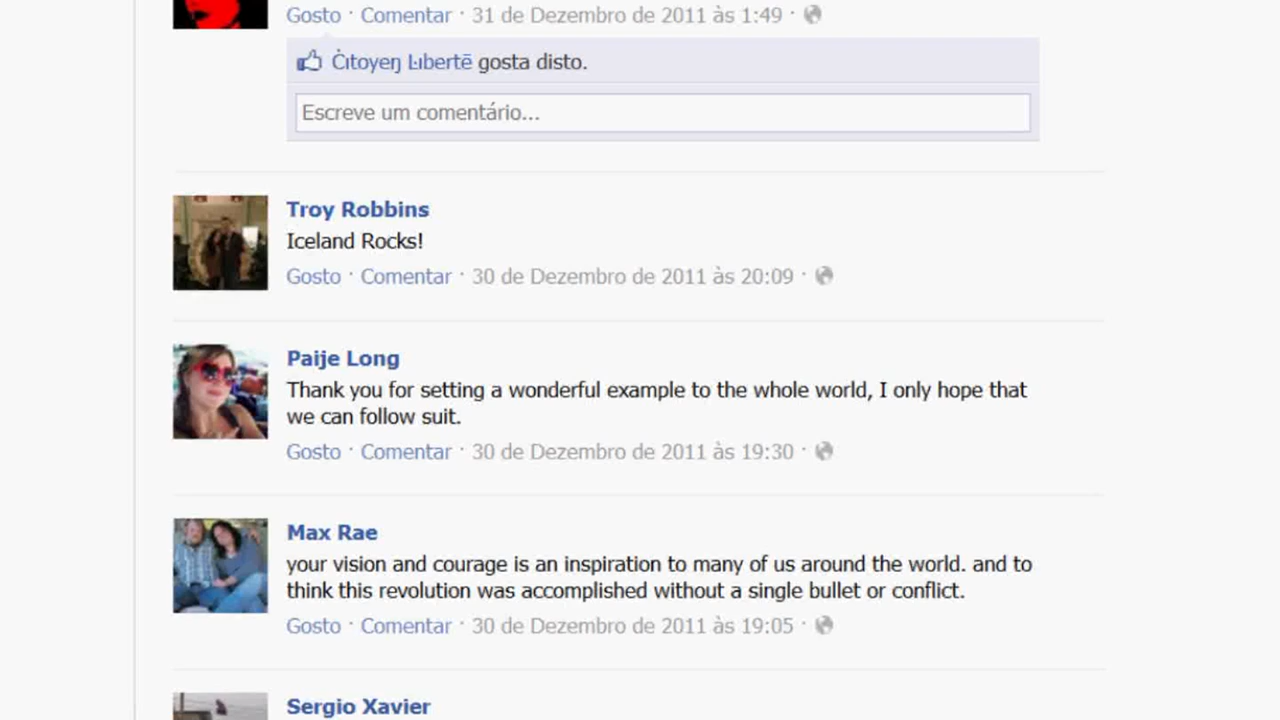 Gosto · Comentar · 31 de Dezembro de 2011 às 1:49 ·
Ċıtoyeŋ Ŀıbertē gosta disto.
Escreve um comentário...
Troy Robbins
Iceland Rocks!
Gosto · Comentar · 30 de Dezembro de 2011 às 20:09 ·
Paije Long
Thank you for setting a wonderful example to the whole world, I only hope that
we can follow suit.
Gosto · Comentar · 30 de Dezembro de 2011 às 19:30 ·
Max Rae
your vision and courage is an inspiration to many of us around the world. and to
think this revolution was accomplished without a single bullet or conflict.
Gosto · Comentar · 30 de Dezembro de 2011 às 19:05 ·
Sergio Xavier